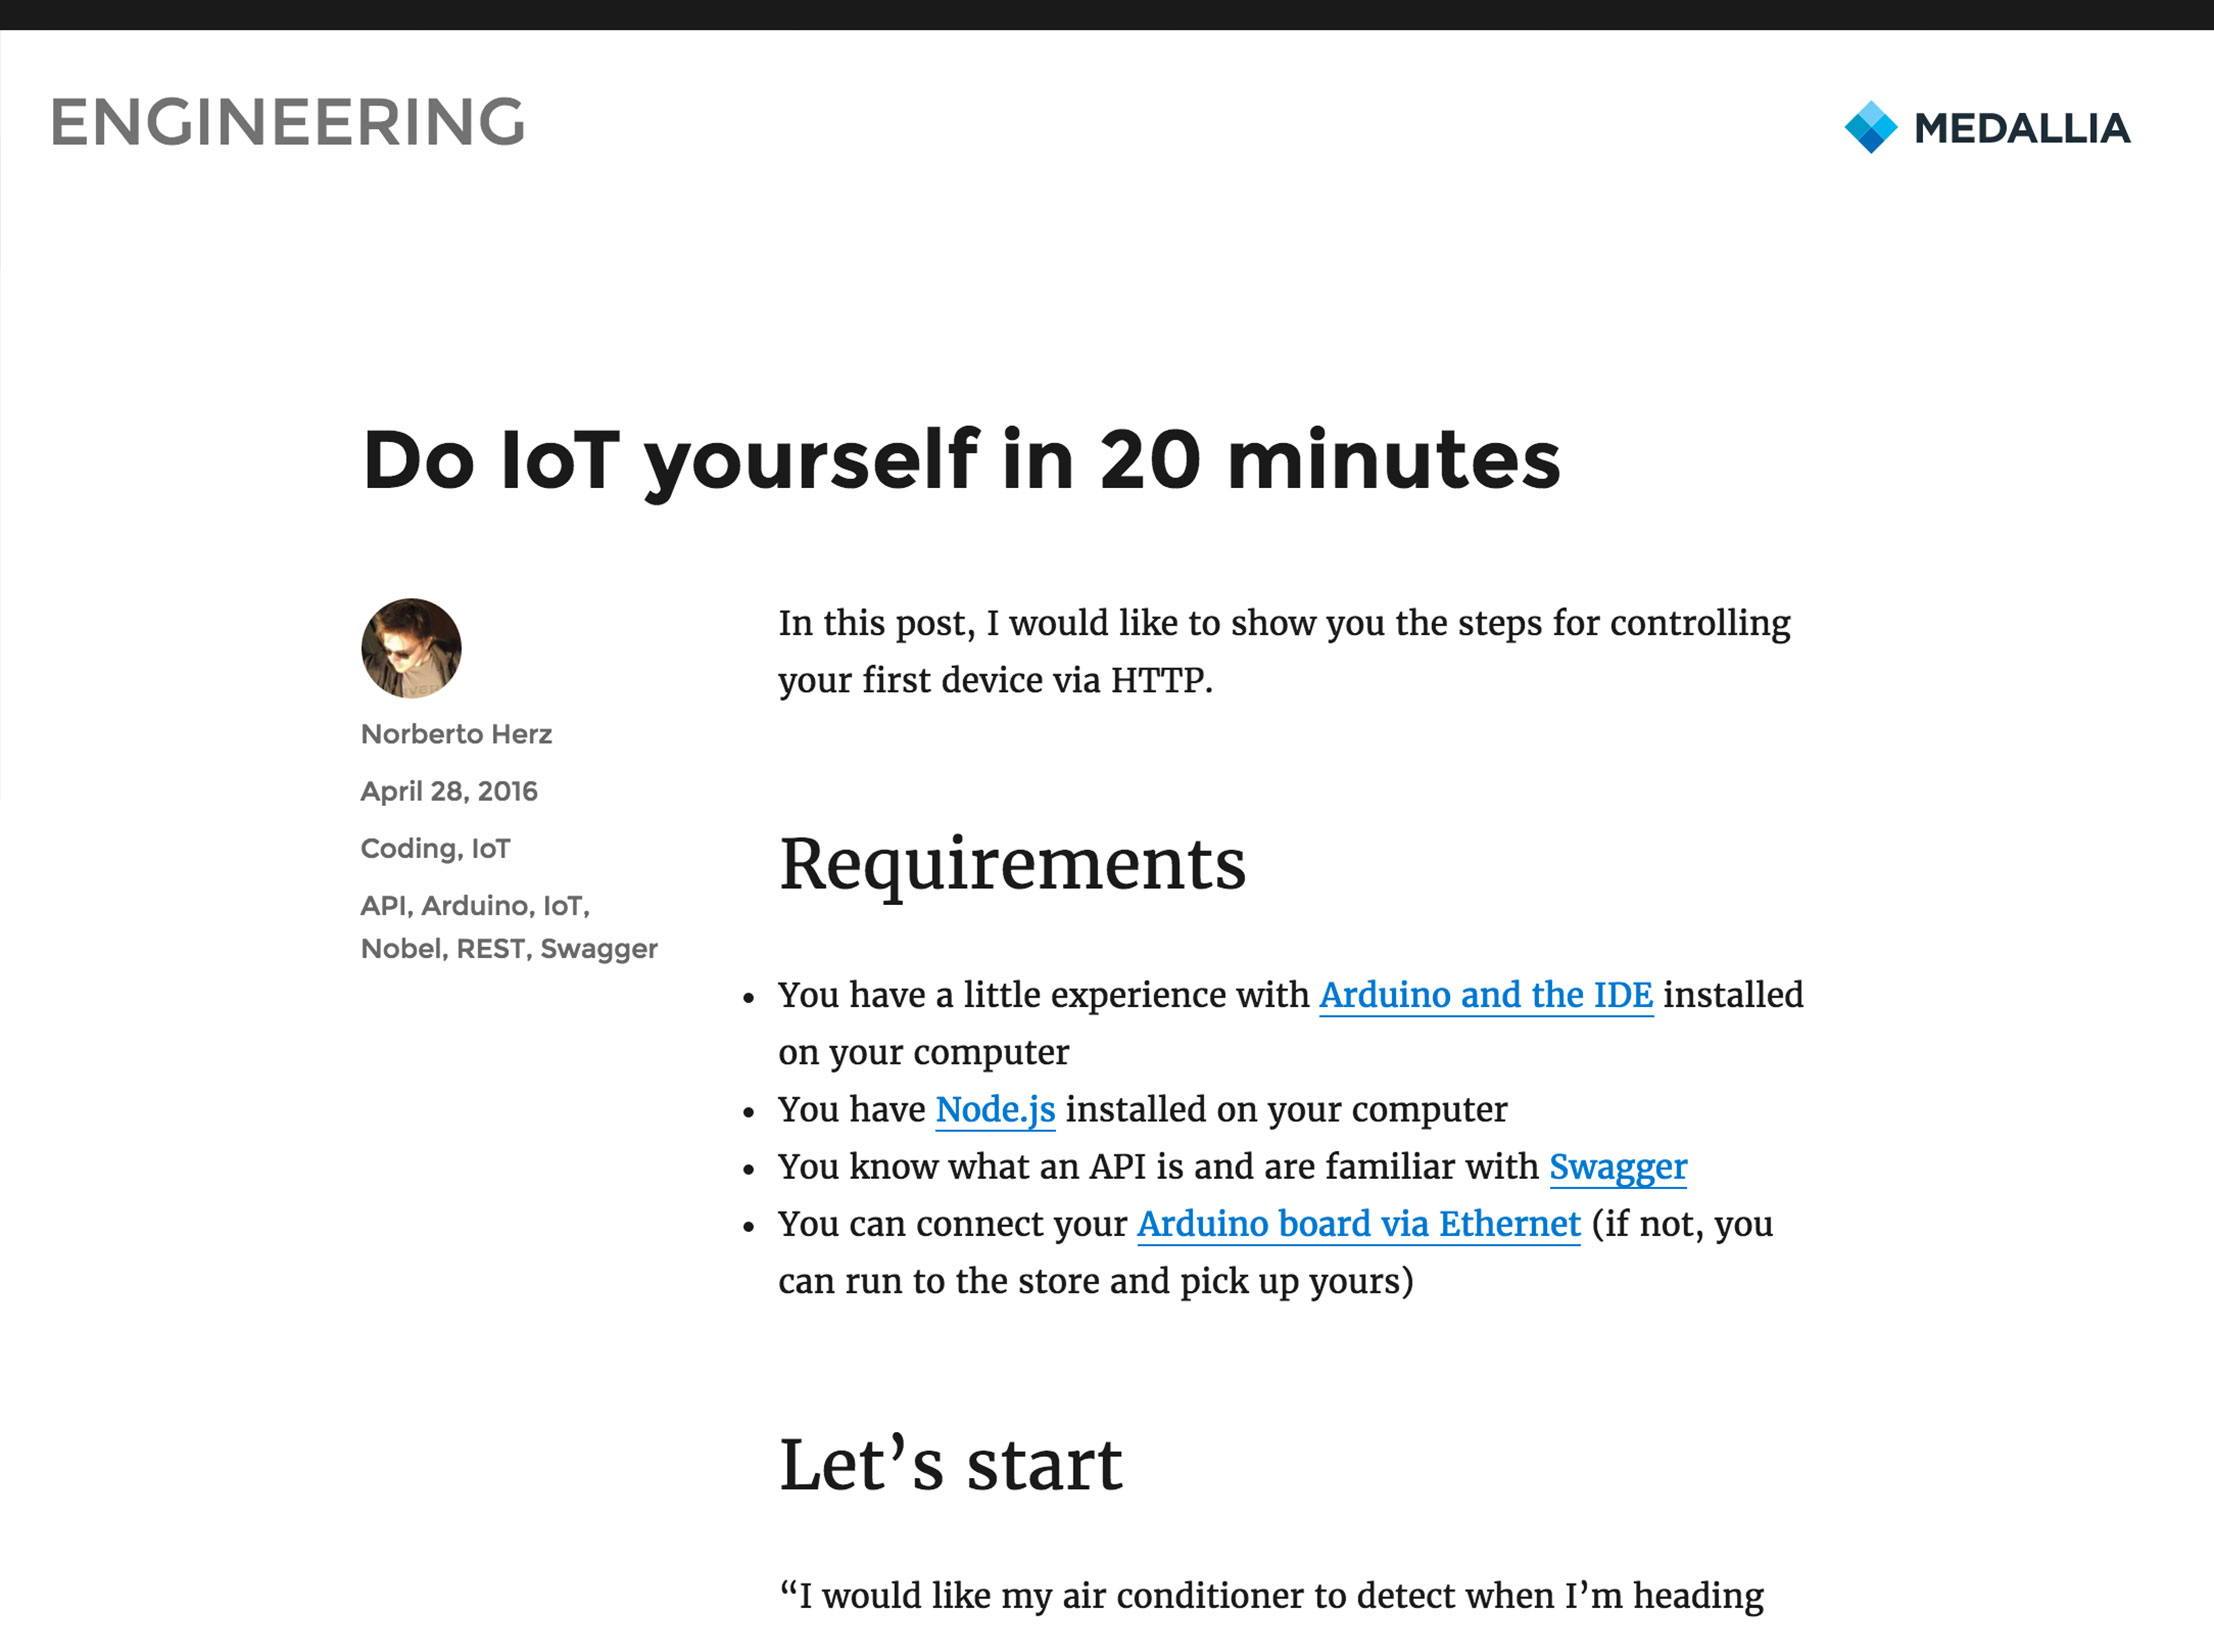 ENGINEERING
MEDALLIA
Do IoT yourself in 20 minutes
Norberto Herz
April 28, 2016
Coding, IoT
API, Arduino, IoT,
Nobel, REST, Swagger
In this post, I would like to show you the steps for controlling
your first device via HTTP.
Requirements
• You have a little experience with Arduino and the IDE installed
on your computer
• You have Node.js installed on your computer
• You know what an API is and are familiar with Swagger
• You can connect your Arduino board via Ethernet (if not, you
can run to the store and pick up yours)
Let’s start
“I would like my air conditioner to detect when I’m heading